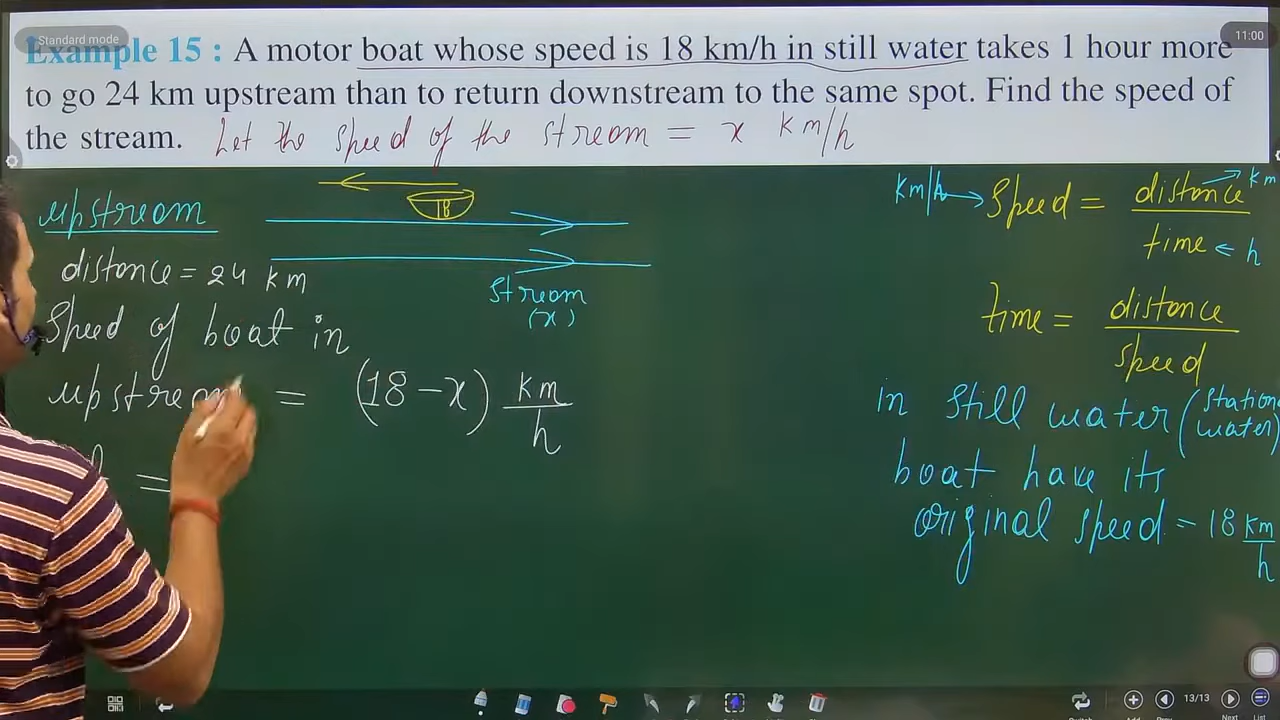 Standard mode
11:00
Example 15 : A motor boat whose speed is 18 km/h in still water takes 1 hour more
to go 24 km upstream than to return downstream to the same spot. Find the speed of
the stream. Let the speed of the stream = x km/h
upstream
distance = 24 km
speed of boat in
upstream = (18 - x) km/h
=
18
stream
(x)
km/h → speed = distance → km
time ← h
time = distance
speed
in still water (station
water)
boat have its
original speed - 18 km/h
13/13
Add
Next
List